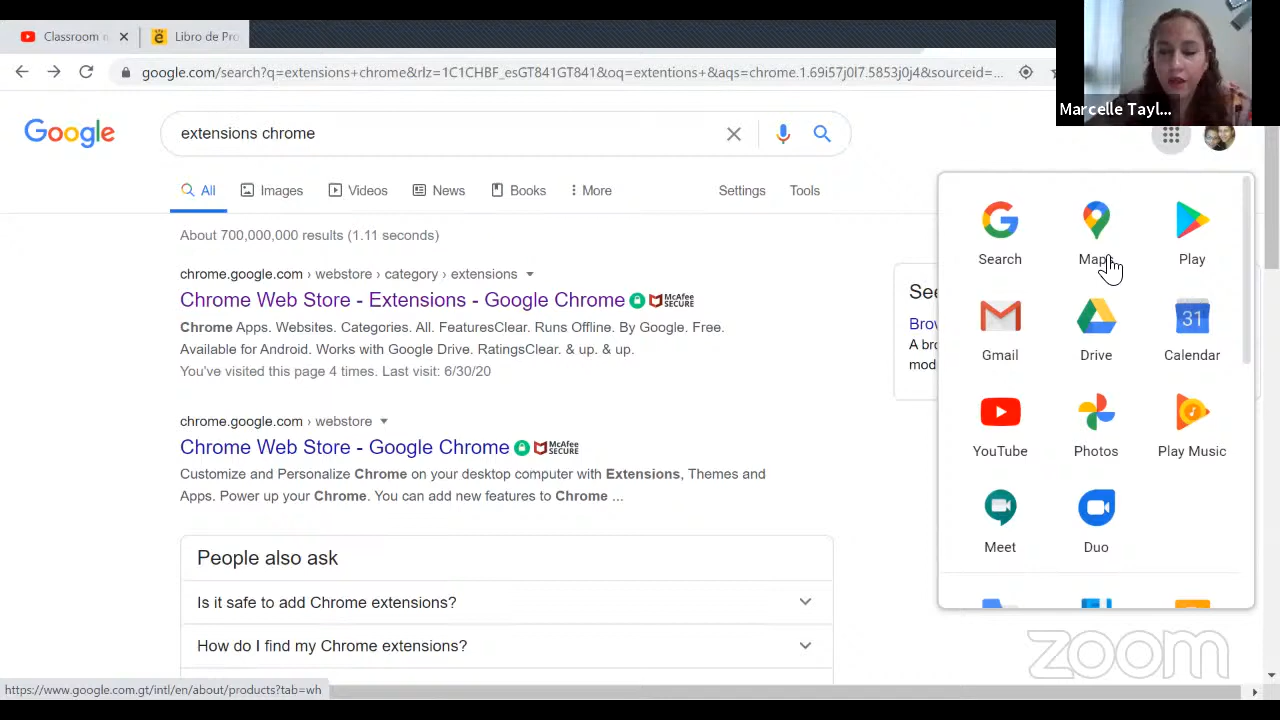 Classroom
Libro de Pro
google.com/search?q=extensions+chrome&rlz=1C1CHBF_esGT841GT841&oq=extentions+&aqs=chrome.1.69i57j0l7.5853j0j4&sourceid=...
Marcelle Tayl...
Google
extensions chrome
All
Images
Videos
News
Books
More
Settings
Tools
About 700,000,000 results (1.11 seconds)
chrome.google.com › webstore › category › extensions
Chrome Web Store - Extensions - Google Chrome
McAfee SECURE
Chrome Apps. Websites. Categories. All. FeaturesClear. Runs Offline. By Google. Free.
Available for Android. Works with Google Drive. RatingsClear. & up. & up.
You've visited this page 4 times. Last visit: 6/30/20
chrome.google.com › webstore
Chrome Web Store - Google Chrome
McAfee SECURE
Customize and Personalize Chrome on your desktop computer with Extensions, Themes and
Apps. Power up your Chrome. You can add new features to Chrome ...
People also ask
Is it safe to add Chrome extensions?
How do I find my Chrome extensions?
See
Brow
A bro
mod
Search
Maps
Play
Gmail
Drive
31
Calendar
YouTube
Photos
Play Music
Meet
Duo
zoom
https://www.google.com.gt/intl/en/about/products?tab=wh